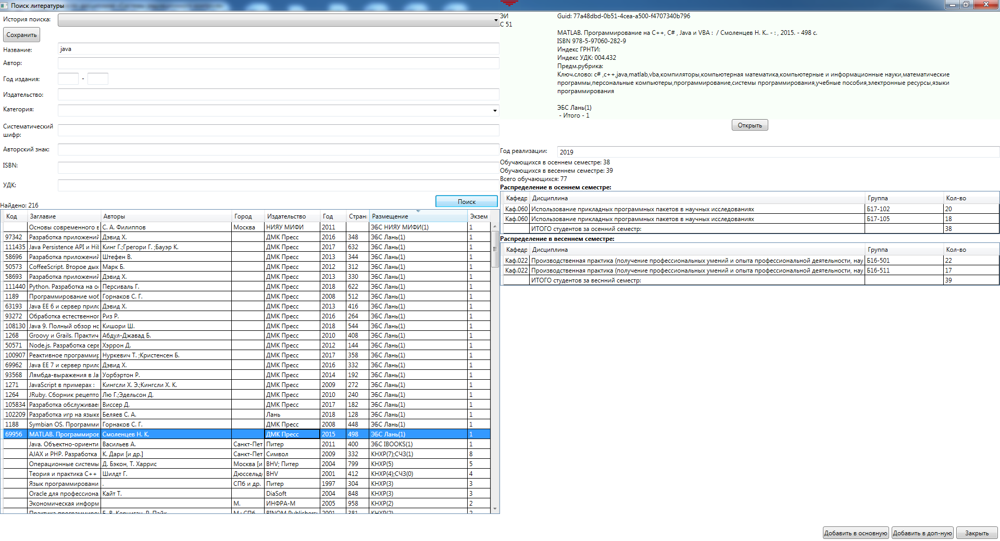 Поиск литературы
История поиска:
Сохранить
Название: java
Автор:
Год издания: -
Издательство:
Категория:
Систематический
шифр:
Авторский знак:
ISBN:
УДК:
Поиск
Найдено: 216
Код Заглавие Авторы Город Издательство Год Страни Размещение Экзем
Основы современного в С. А. Филиппов Москва НИЯУ МИФИ 2011 ЭБС НИЯУ МИФИ(1) 1
97342 Разработка приложений Дэвид Х. ДМК Пресс 2016 348 ЭБС Лань(1) 1
111435 Java Persistence API и Hib Кинг Г.;Грегори Г. ;Бауэр К. ДМК Пресс 2017 632 ЭБС Лань(1) 1
58696 Разработка приложений Штефен В. ДМК Пресс 2013 344 ЭБС Лань(1) 1
50573 CoffeeScript. Второе дых Марк Б. ДМК Пресс 2012 312 ЭБС Лань(1) 1
58693 Разработка приложений Дэвид Х. ДМК Пресс 2013 330 ЭБС Лань(1) 1
111440 Python. Разработка на ос Персиваль Г. ДМК Пресс 2018 622 ЭБС Лань(1) 1
1189 Программирование моб Горнаков С. Г. ДМК Пресс 2008 512 ЭБС Лань(1) 1
63193 Java EE 6 и сервер прило Дэвид Х. ДМК Пресс 2013 416 ЭБС Лань(1) 1
93272 Обработка естественног Риз Р. ДМК Пресс 2016 264 ЭБС Лань(1) 1
108130 Java 9. Полный обзор но Кишори Ш. ДМК Пресс 2018 544 ЭБС Лань(1) 1
1268 Groovy и Grails. Практич Абдул-Джавад Б. ДМК Пресс 2010 408 ЭБС Лань(1) 1
50571 Node.js. Разработка серв Хэррон Д. ДМК Пресс 2012 144 ЭБС Лань(1) 1
100907 Реактивное программир Нуркевич Т. ;Кристенсен Б. ДМК Пресс 2017 358 ЭБС Лань(1) 1
69962 Java EE 7 и сервер прило Дэвид Х. ДМК Пресс 2016 332 ЭБС Лань(1) 1
93568 Лямбда-выражения в Ja Уорбэртон Р. ДМК Пресс 2014 192 ЭБС Лань(1) 1
1271 JavaScript в примерах : Кингсли Х. Э.;Кингсли Х. К. ДМК Пресс 2009 272 ЭБС Лань(1) 1
1264 JRuby. Сборник рецепто Лю Г.;Эдельсон Д. ДМК Пресс 2010 240 ЭБС Лань(1) 1
105834 Разработка обслуживае Виссер Д. ДМК Пресс 2017 182 ЭБС Лань(1) 1
102209 Разработка игр на языке Беляев С. А. Лань 2018 128 ЭБС Лань(1) 1
1188 Symbian OS. Программи Горнаков С. Г. ДМК Пресс 2008 448 ЭБС Лань(1) 1
69956 MATLAB. Программиров Смоленцев Н. К. ДМК Пресс 2015 498 ЭБС Лань(1) 1
Java. Объектно-ориенти Васильев А. Санкт-Пет Питер 2011 400 ЭБС IBOOKS(1) 1
AJAX и PHP. Разработка К. Дари [и др.] Санкт-Пет Символ 2009 332 КНХР(7);СЧЗ(1) 8
Операционные системы Д. Бэкон, Т. Харрис Москва [и BHV; Питер 2004 799 КНХР(5) 5
Теория и практика C++ Шилдт Г. Дюссельд BHV 2001 412 КНХР(4);СЧЗ(0) 4
Язык программировани . СПб и др. Питер 1997 304 КНХР(3) 3
Oracle для профессиона Кайт Т. DiaSoft 2004 848 КНХР(3) 3
Экономическая информ М. ИНФРА-М 2005 958 КНХР(2) 2
Практика программиров Б. В. Керниган, Р. Пайк М.; СПб. BINOM Publishers; 2001 381 КНХР(2) 2
ЭИ
С 51
Guid: 77a48dbd-0b51-4cea-a500-f4707340b796
MATLAB. Программирование на C++, C# , Java и VBA : / Смоленцев Н. К.. - : , 2015. - 498 с.
ISBN 978-5-97060-282-9
Индекс ГРНТИ:
Индекс УДК: 004.432
Предм.рубрика:
Ключ.слово: c# ,c++,java,matlab,vba,компиляторы,компьютерная математика,компьютерные и информационные науки,математические
программы,персональные компьютеры,программирование,системы программирования,учебные пособия,электронные ресурсы,языки
программирования
ЭБС Лань(1)
- Итого - 1
Открыть
Год реализации: 2019
Обучающихся в осеннем семестре: 38
Обучающихся в весеннем семестре: 39
Всего обучающихся: 77
Распределение в осеннем семестре:
Кафедр Дисциплина Группа Кол-во
Каф.060 Использование прикладных программных пакетов в научных исследованиях Б17-102 20
Каф.060 Использование прикладных программных пакетов в научных исследованиях Б17-105 18
ИТОГО студентов за осенний семестр: 38
Распределение в весеннем семестре:
Кафедр Дисциплина Группа Кол-во
Каф.022 Производственная практика (получение профессиональных умений и опыта профессиональной деятельности, нау Б16-501 22
Каф.022 Производственная практика (получение профессиональных умений и опыта профессиональной деятельности, нау Б16-511 17
ИТОГО студентов за веснний семестр: 39
Добавить в основную Добавить в доп-ную Закрыть